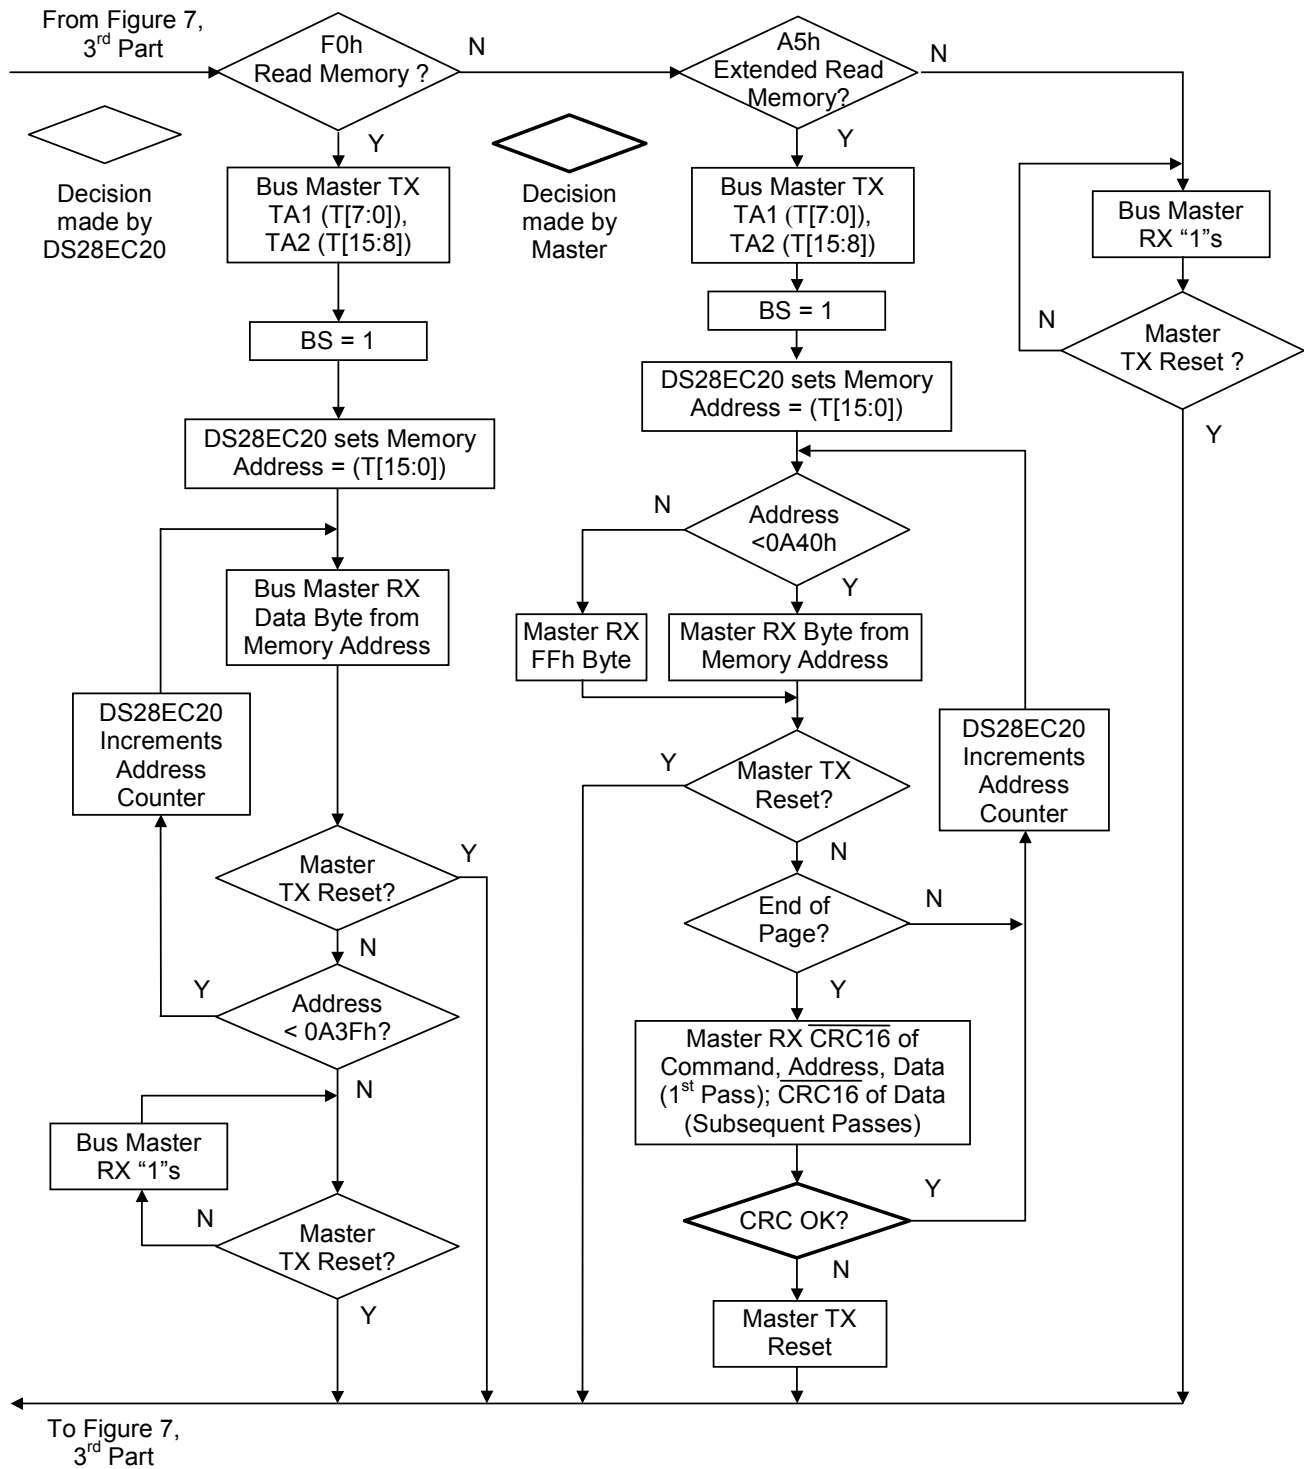 From Figure 7,
3rd Part
F0h
Read Memory ?
N
Y
A5h
Extended Read
Memory?
N
Y
Decision
made by
DS28EC20
Decision
made by
Master
Bus Master TX
TA1 (T[7:0]),
TA2 (T[15:8])
BS = 1
DS28EC20 sets Memory
Address = (T[15:0])
Bus Master RX
Data Byte from
Memory Address
DS28EC20
Increments
Address
Counter
Master
TX Reset?
Y
N
Address
< 0A3Fh?
Y
N
Bus Master
RX “1”s
Master
TX Reset?
N
Y
Bus Master TX
TA1 (T[7:0]),
TA2 (T[15:8])
BS = 1
DS28EC20 sets Memory
Address = (T[15:0])
Address
<0A40h
N
Y
Master RX
FFh Byte
Master RX Byte from
Memory Address
Master TX
Reset?
Y
N
End of
Page?
N
Y
DS28EC20
Increments
Address
Counter
Master RX CRC16 of
Command, Address, Data
(1st Pass); CRC16 of Data
(Subsequent Passes)
CRC OK?
Y
N
Master TX
Reset
Bus Master
RX “1”s
Master
TX Reset ?
N
Y
To Figure 7,
3rd Part